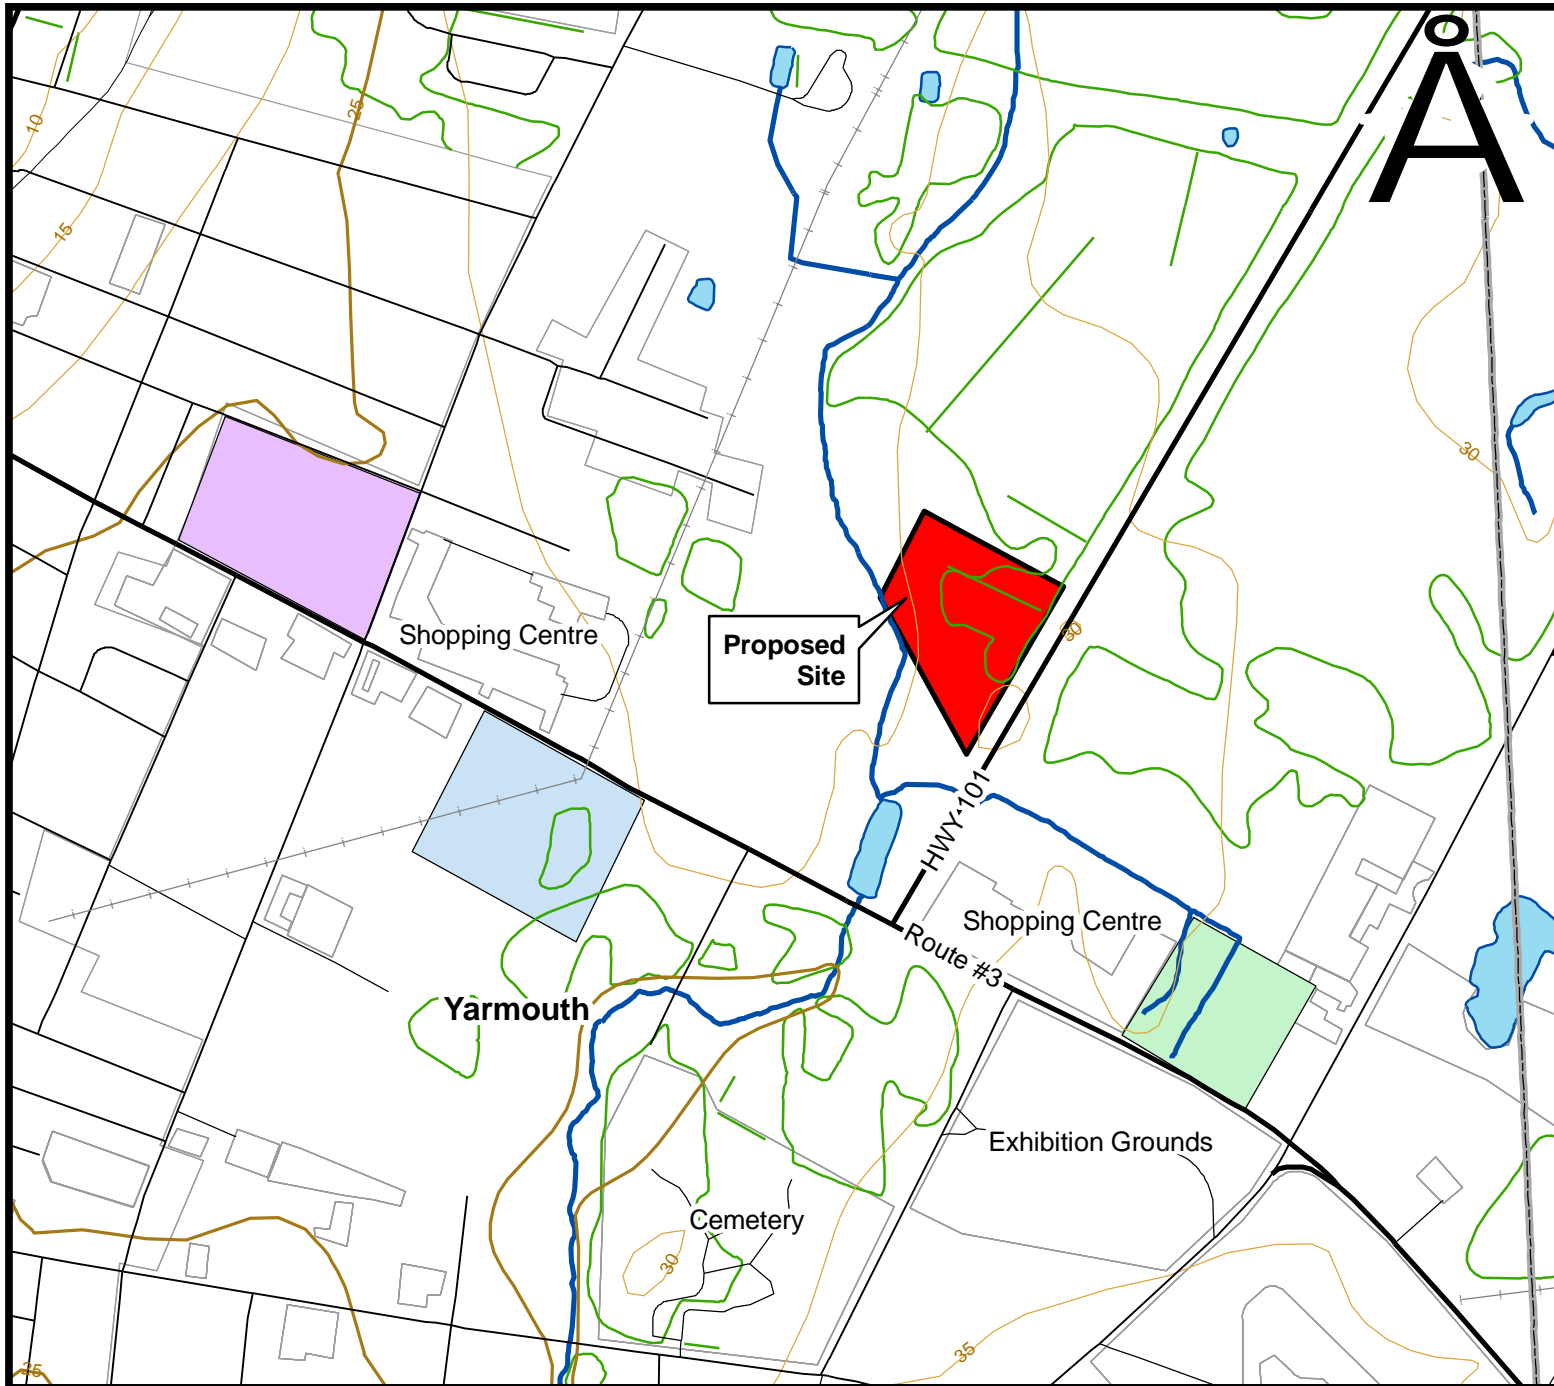 Å
10
25
15
30
Shopping Centre
Proposed
Site
30
HWY 101
Shopping Centre
Route #3
Yarmouth
Exhibition Grounds
Cemetery
30
35
25